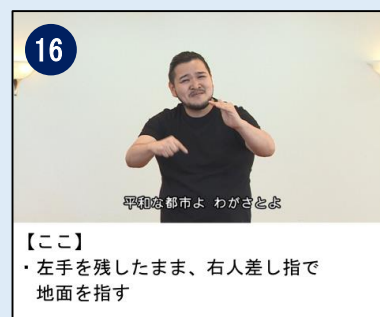 16
平和な都市よ わがさとよ
【ここ】
・左手を残したまま、右人差し指で
地面を指す